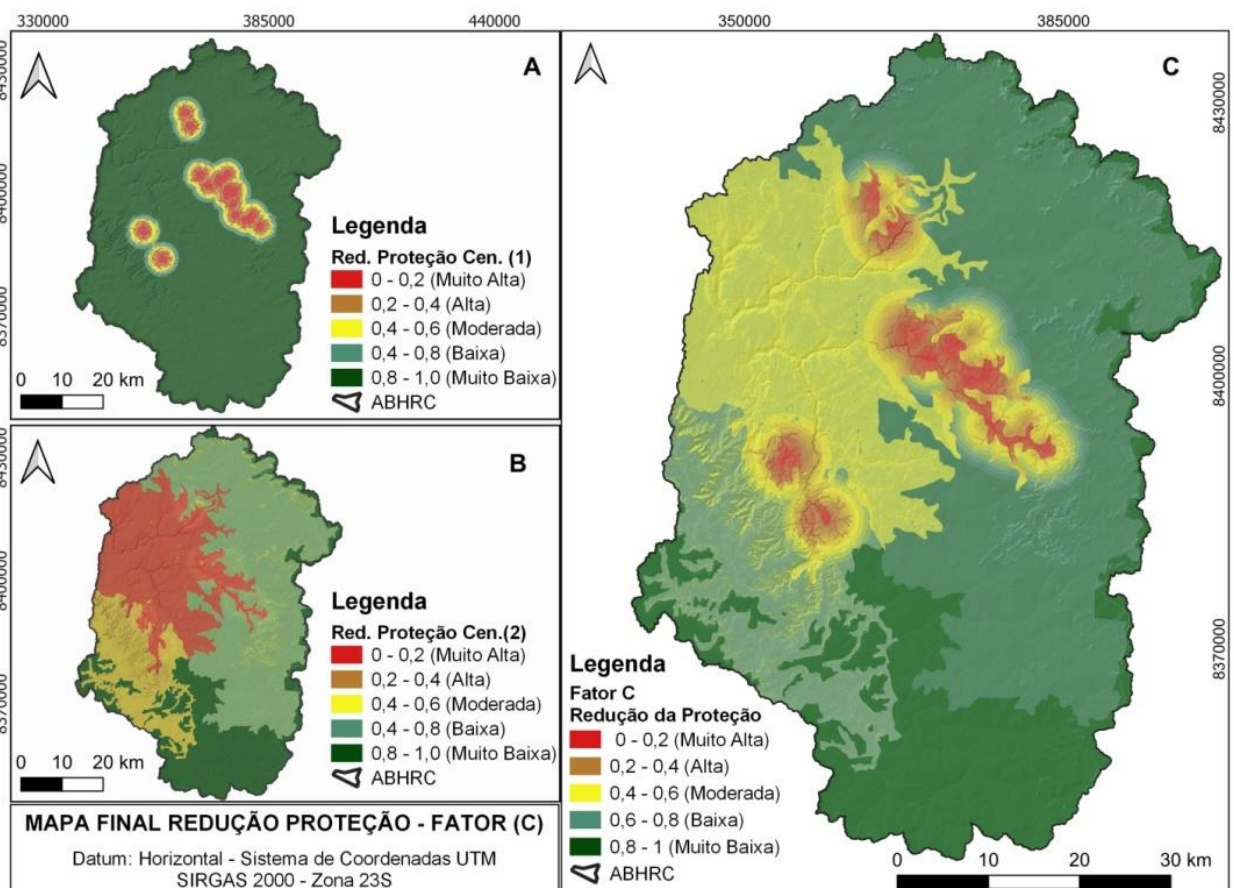 330000 385000 440000
350000 385000
8430000
8400000
8370000
A
Legenda
Red. Proteção Cen. (1)
0 - 0,2 (Muito Alta)
0,2 - 0,4 (Alta)
0,4 - 0,6 (Moderada)
0,4 - 0,8 (Baixa)
0,8 - 1,0 (Muito Baixa)
ABHRC
0 10 20 km
8430000
8400000
8370000
B
Legenda
Red. Proteção Cen.(2)
0 - 0,2 (Muito Alta)
0,2 - 0,4 (Alta)
0,4 - 0,6 (Moderada)
0,4 - 0,8 (Baixa)
0,8 - 1,0 (Muito Baixa)
ABHRC
0 10 20 km
MAPA FINAL REDUÇÃO PROTEÇÃO - FATOR (C)
Datum: Horizontal - Sistema de Coordenadas UTM
SIRGAS 2000 - Zona 23S
C
8430000
8400000
8370000
Legenda
Fator C
Redução da Proteção
0 - 0,2 (Muito Alta)
0,2 - 0,4 (Alta)
0,4 - 0,6 (Moderada)
0,6 - 0,8 (Baixa)
0,8 - 1 (Muito Baixa)
ABHRC
0 10 20 30 km